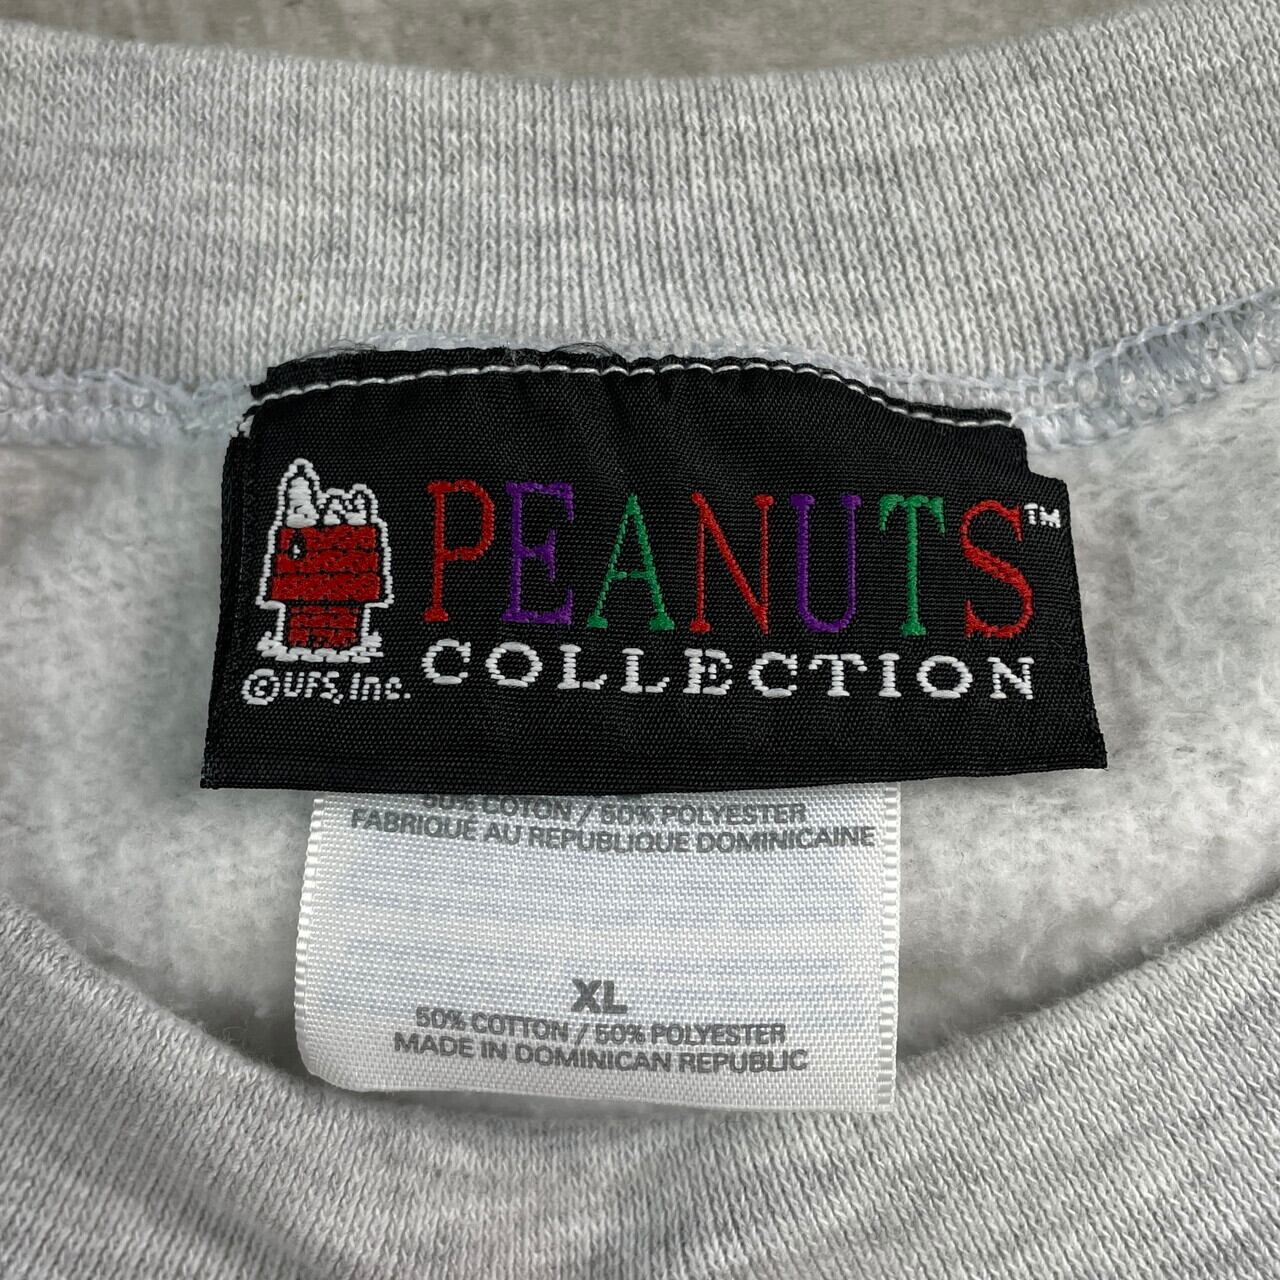 PEANUTS™
COLLECTION
©UFS, Inc.
50% COTON / 50% POLYESTER
FABRIQUÉ AU REPUBLIQUE DOMINICAINE
XL
50% COTTON / 50% POLYESTER
MADE IN DOMINICAN REPUBLIC